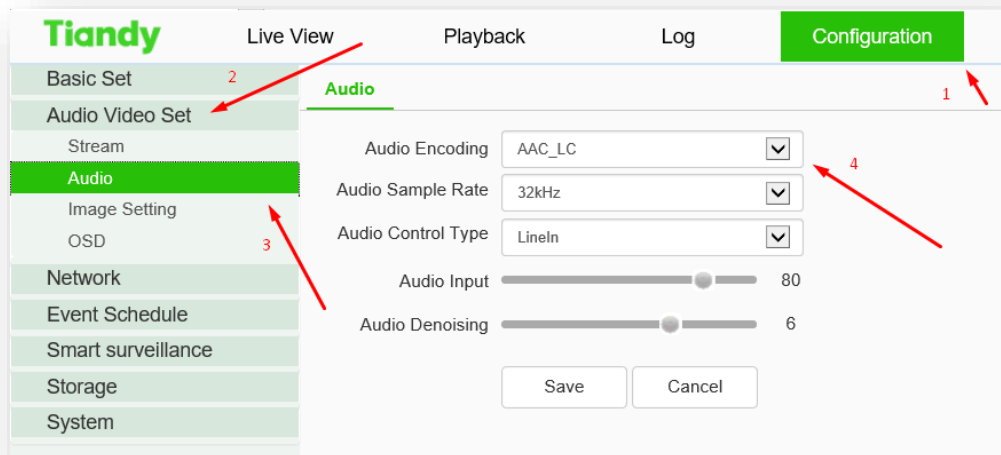 Tiandy Live View Playback Log Configuration
1
Basic Set
2
Audio Video Set
Stream
Audio
Image Setting
OSD
3
Network
Event Schedule
Smart surveillance
Storage
System
Audio
Audio Encoding AAC_LC
4
Audio Sample Rate 32kHz
Audio Control Type LineIn
Audio Input 80
Audio Denoising 6
Save Cancel